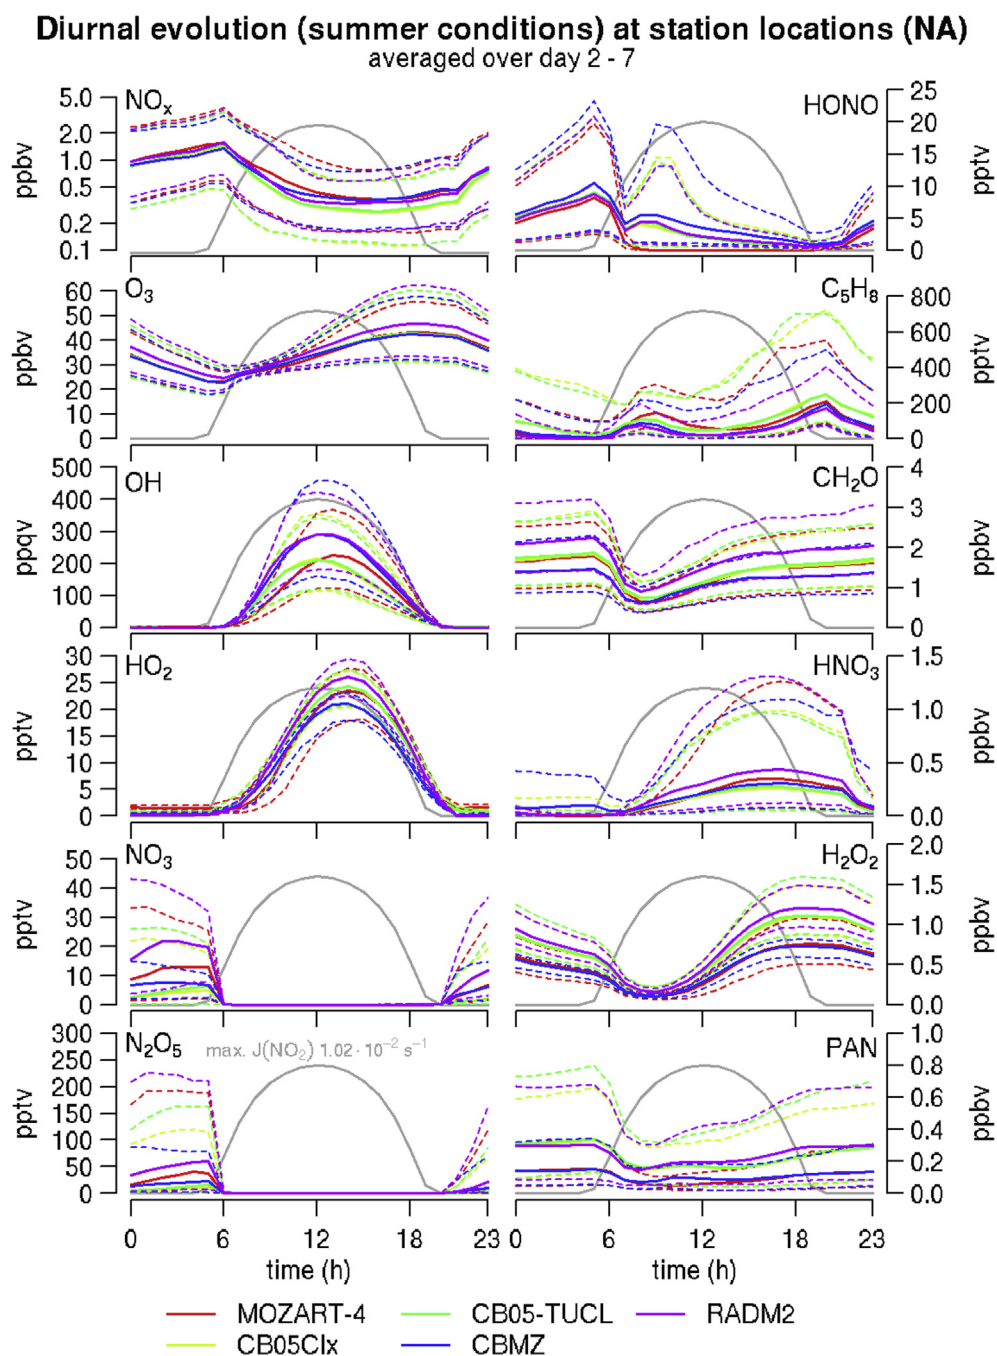 Diurnal evolution (summer conditions) at station locations (NA)
averaged over day 2 - 7
NOx
ppbv
5.0
2.0
1.0
0.5
0.2
0.1
HONO
pptv
25
20
15
10
5
0
O3
ppbv
60
50
40
30
20
10
0
C5H8
pptv
800
600
400
200
0
OH
ppqv
500
400
300
200
100
0
CH2O
ppbv
4
3
2
1
0
HO2
pptv
30
25
20
15
10
5
0
HNO3
ppbv
1.5
1.0
0.5
0.0
NO3
pptv
50
40
30
20
10
0
H2O2
ppbv
2.0
1.5
1.0
0.5
0.0
N2O5
max. J(NO2) 1.02 · 10−2 s−1
pptv
300
250
200
150
100
50
0
PAN
ppbv
1.0
0.8
0.6
0.4
0.2
0.0
0 6 12 18 23
0 6 12 18 23
time (h)
time (h)
MOZART-4 CB05-TUCL RADM2
CB05Clx CBMZ